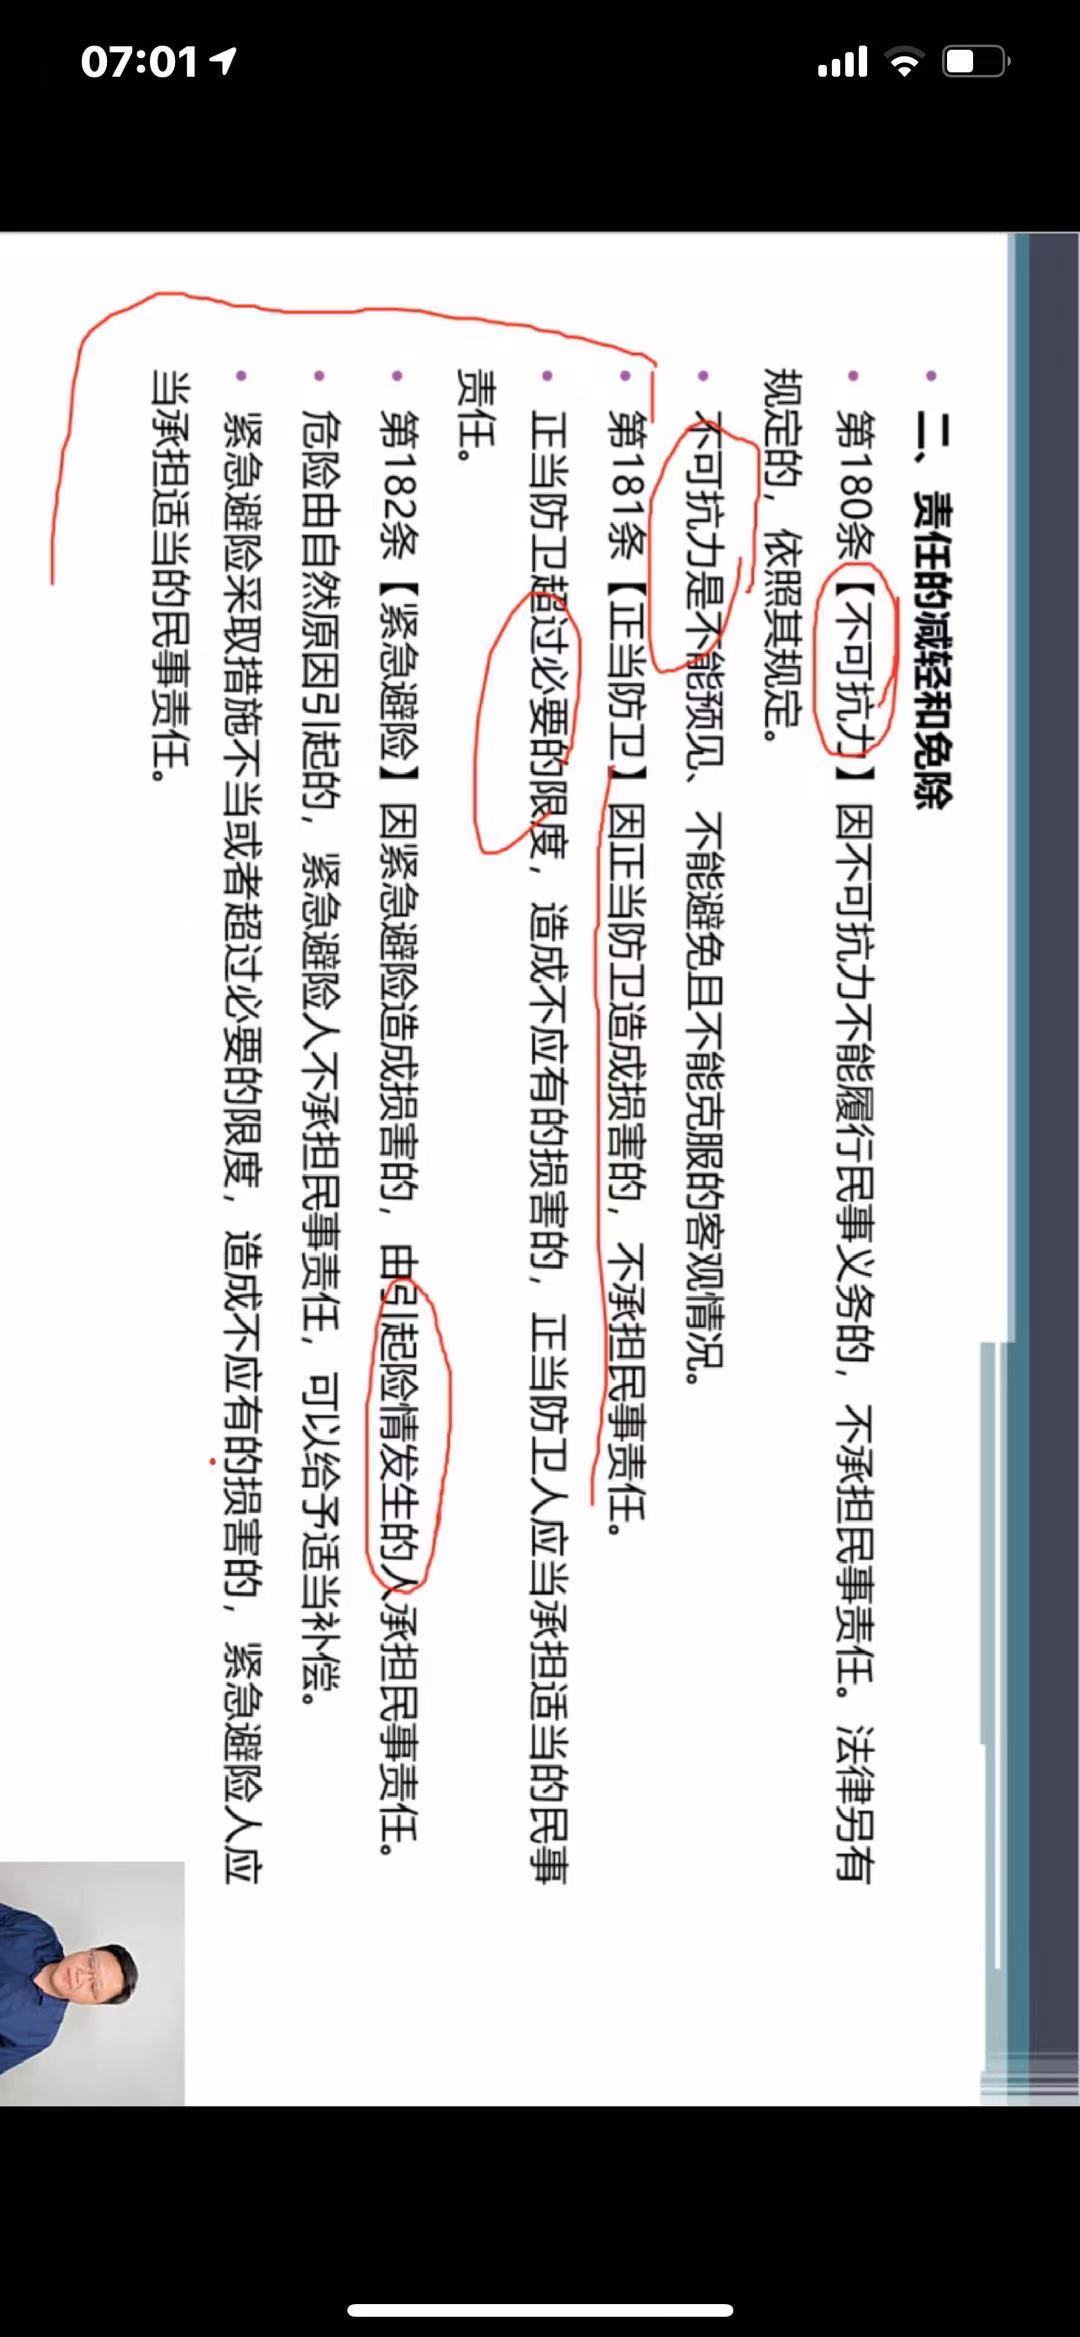 07:01
二、责任的减轻和免除
第180条【不可抗力】因不可抗力不能履行民事义务的，不承担民事责任。法律另有
规定的，依照其规定。
不可抗力是不能预见、不能避免且不能克服的客观情况。
第181条【正当防卫】因正当防卫造成损害的，不承担民事责任。
正当防卫超过必要的限度，造成不应有的损害的，正当防卫人应当承担适当的民事
责任。
第182条【紧急避险】因紧急避险造成损害的，由引起险情发生的人承担民事责任。
危险由自然原因引起的，紧急避险人不承担民事责任，可以给予适当补偿。
紧急避险采取措施不当或者超过必要的限度，造成不应有的损害的，紧急避险人应
当承担适当的民事责任。